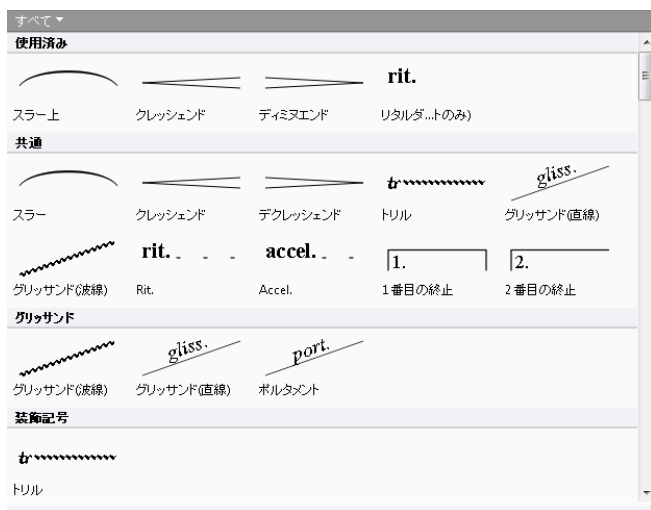 すべて
使用済み
rit.
スラー上 クレッシェンド ディミヌエンド リタルダ...トのみ)
共通
tr gliss.
スラー クレッシェンド デクレッシェンド トリル グリッサンド(直線)
rit. _ _ _ accel. _ _ 1. 2.
グリッサンド(波線) Rit. Accel. 1番目の終止 2番目の終止
グリッサンド
gliss. port.
グリッサンド(波線) グリッサンド(直線) ポルタメント
装飾記号
tr
トリル